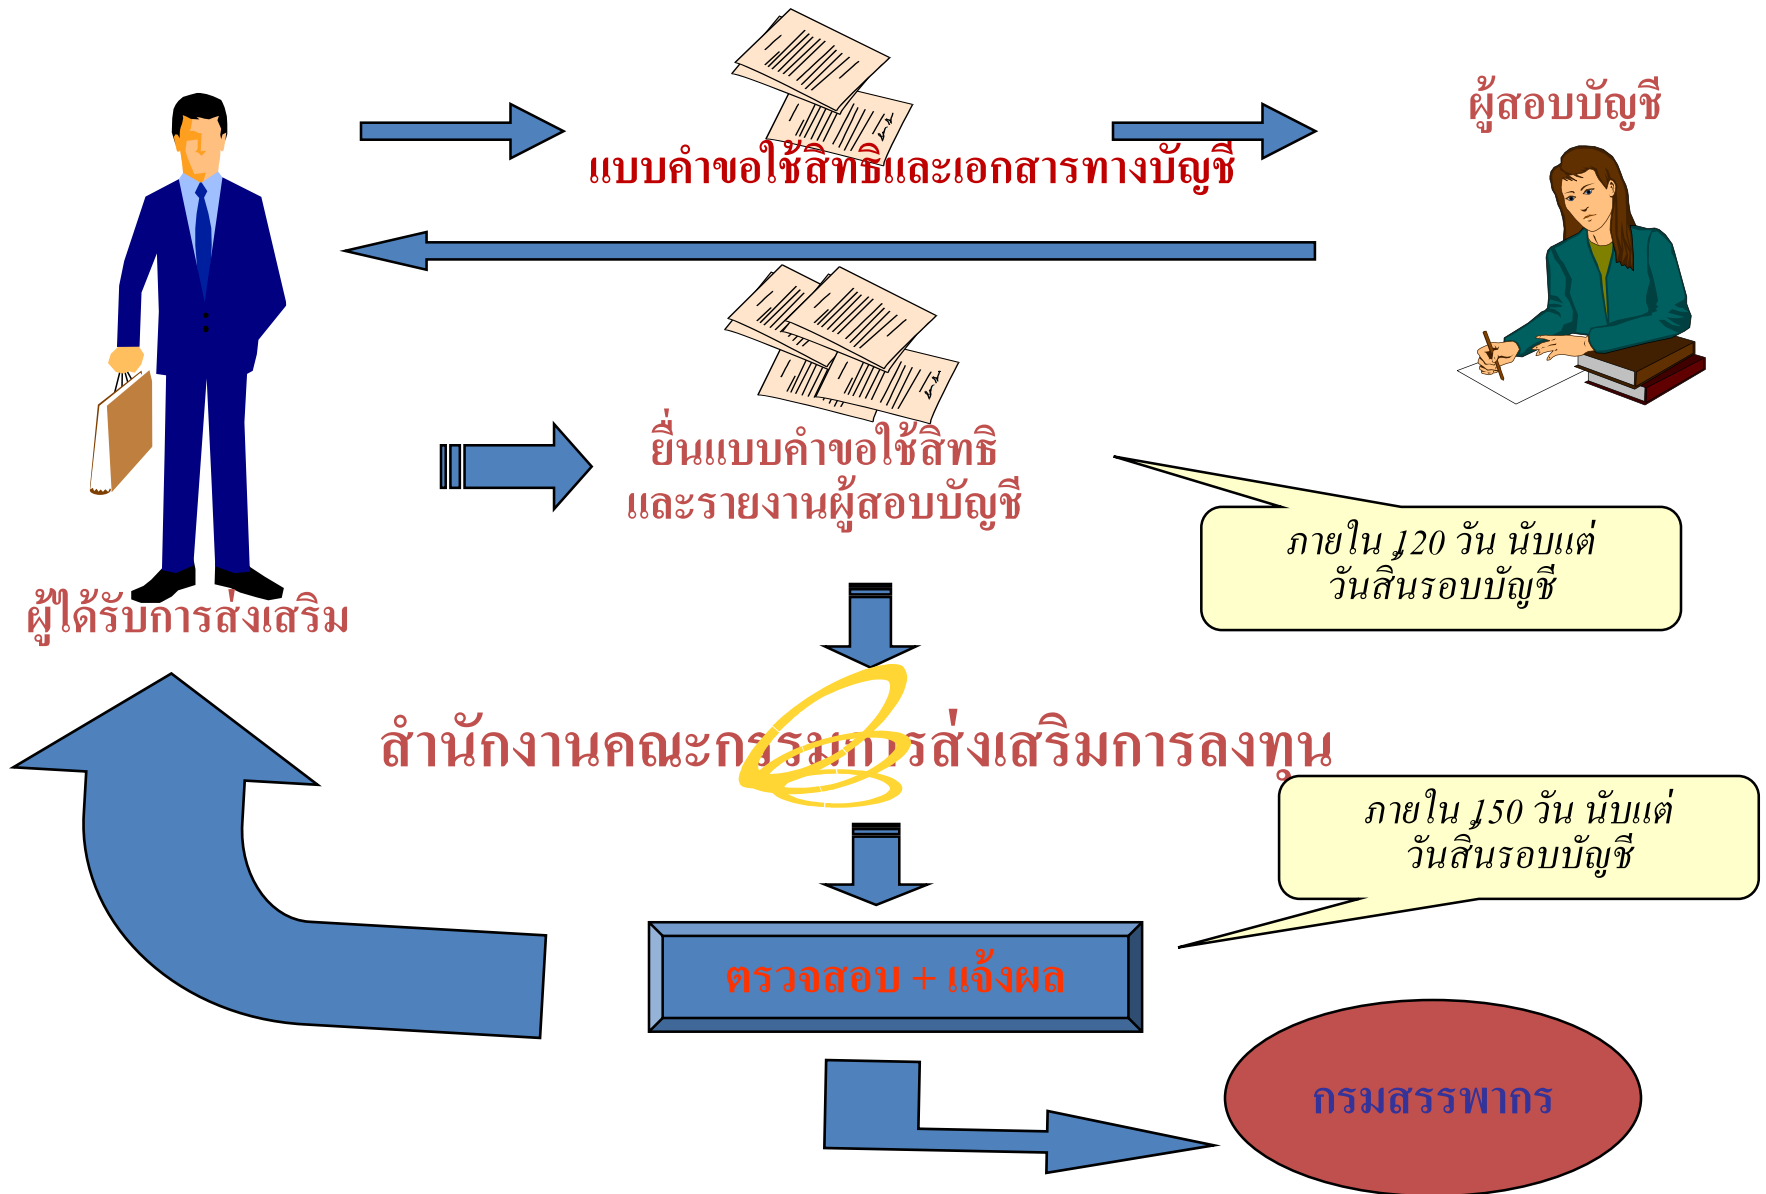 ผู้สอบบัญชี
แบบคำขอใช้สิทธิและเอกสารทางบัญชี
ยื่นแบบคำขอใช้สิทธิ
และรายงานผู้สอบบัญชี
ภายใน 120 วัน นับแต่
วันสิ้นรอบบัญชี
ผู้ได้รับการส่งเสริม
สำนักงานคณะกรรมการส่งเสริมการลงทุน
ภายใน 150 วัน นับแต่
วันสิ้นรอบบัญชี
ตรวจสอบ + แจ้งผล
กรมสรรพากร